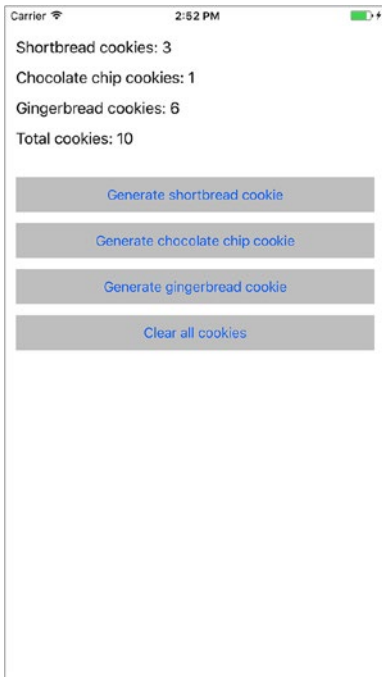 Carrier 2:52 PM
Shortbread cookies: 3
Chocolate chip cookies: 1
Gingerbread cookies: 6
Total cookies: 10
Generate shortbread cookie
Generate chocolate chip cookie
Generate gingerbread cookie
Clear all cookies